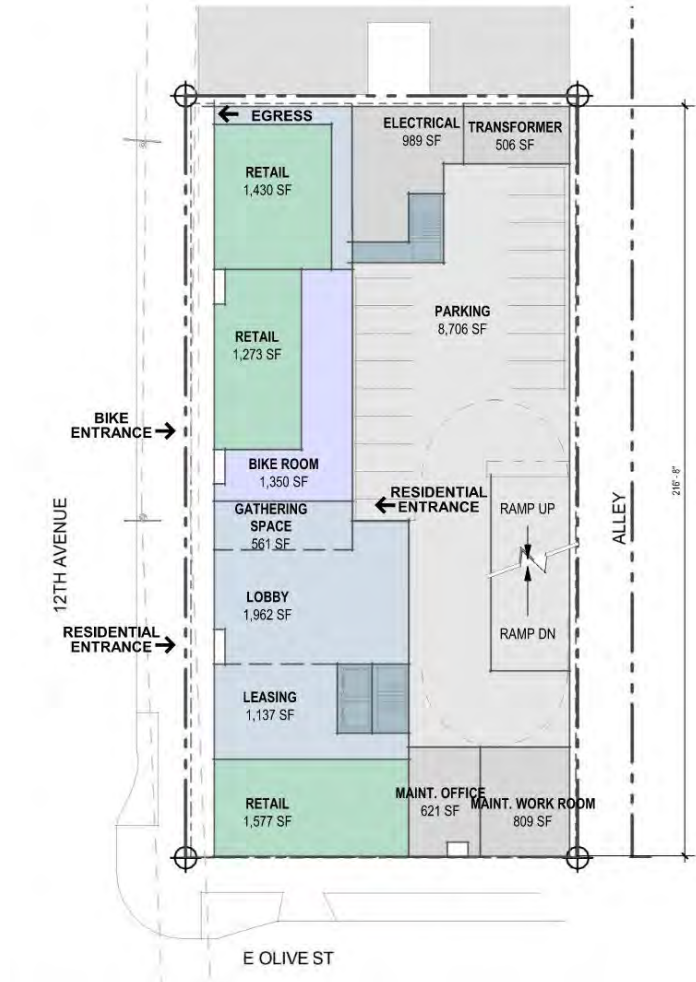 EGRESS
ELECTRICAL
989 SF
TRANSFORMER
506 SF
RETAIL
1,430 SF
PARKING
8,706 SF
RETAIL
1,273 SF
BIKE
ENTRANCE
BIKE ROOM
1,350 SF
RESIDENTIAL
ENTRANCE
RAMP UP
216'-8"
12TH AVENUE
ALLEY
GATHERING
SPACE
561 SF
LOBBY
1,962 SF
RESIDENTIAL
ENTRANCE
RAMP DN
LEASING
1,137 SF
RETAIL
1,577 SF
MAINT. OFFICE
621 SF
MAINT. WORK ROOM
809 SF
E OLIVE ST